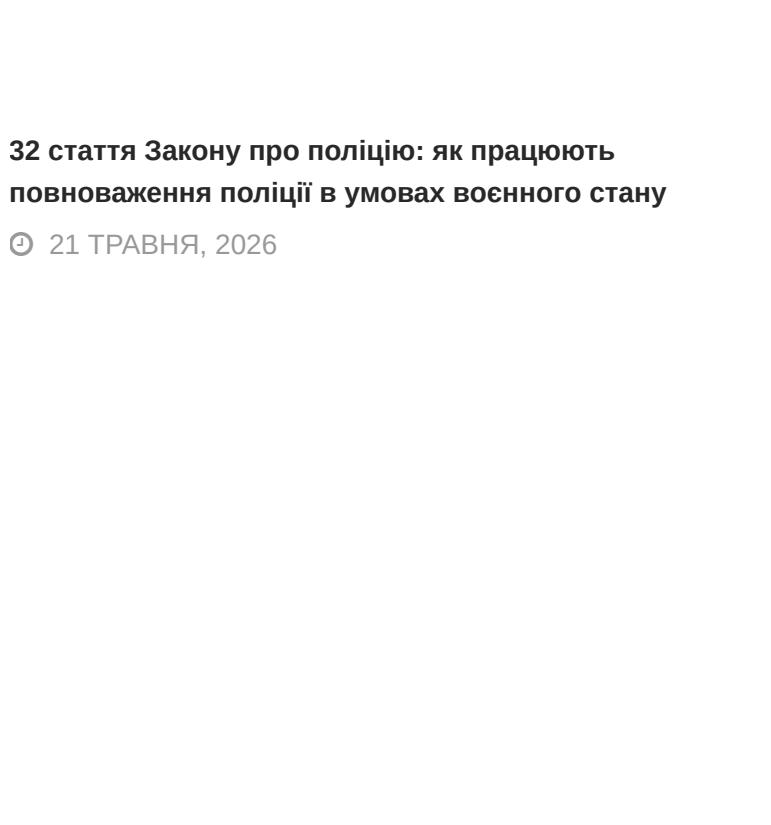 32 стаття Закону про поліцію: як працюють
повноваження поліції в умовах воєнного стану
21 ТРАВНЯ, 2026